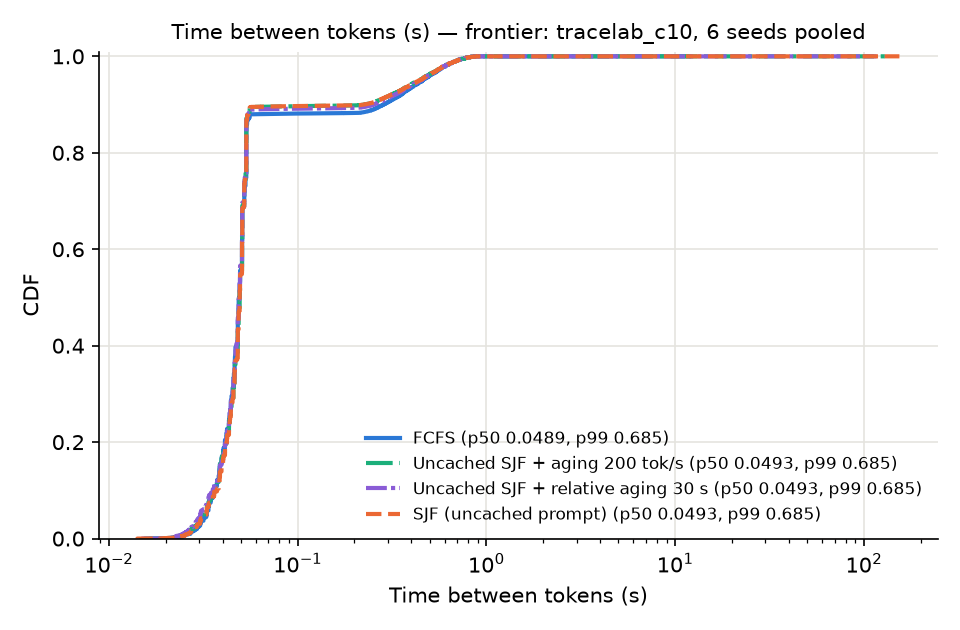 Time between tokens (s) — frontier: tracelab_c10, 6 seeds pooled
1.0
0.8
0.6
0.4
0.2
0.0
CDF
FCFS (p50 0.0489, p99 0.685)
Uncached SJF + aging 200 tok/s (p50 0.0493, p99 0.685)
Uncached SJF + relative aging 30 s (p50 0.0493, p99 0.685)
SJF (uncached prompt) (p50 0.0493, p99 0.685)
10⁻² 10⁻¹ 10⁰ 10¹ 10²
Time between tokens (s)